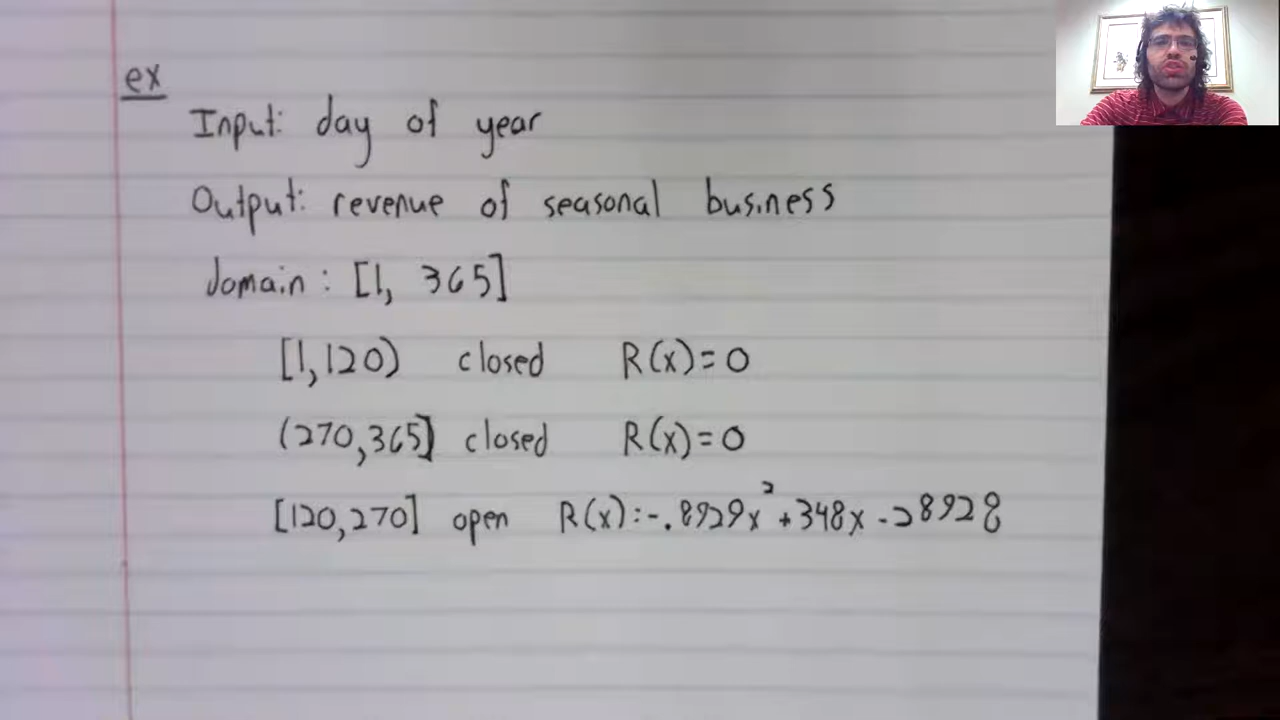 ex
Input: day of year
Output: revenue of seasonal business
domain: [1, 365]
[1,120) closed R(x)=0
(270,365] closed R(x)=0
[120,270] open R(x)=-.8929x²+348x-28928